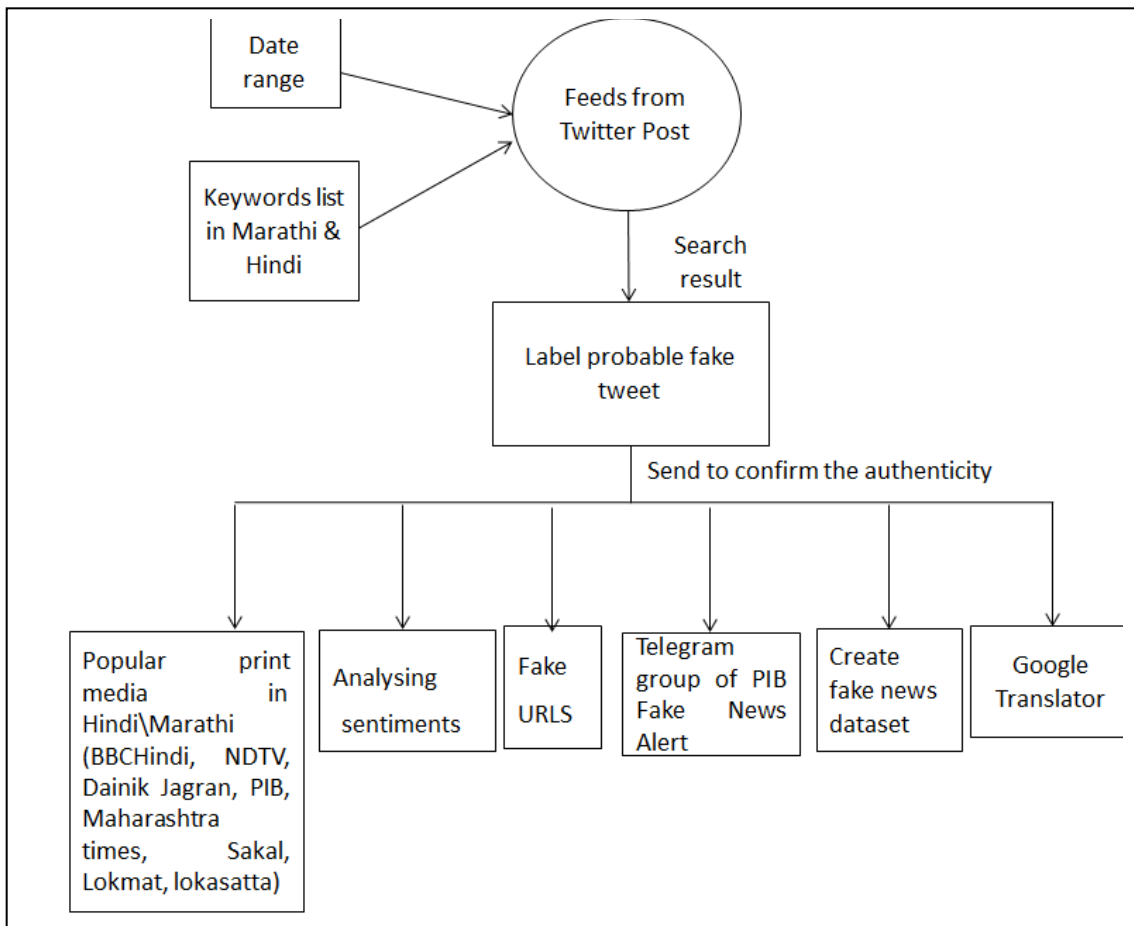 Date
range
Feeds from
Twitter Post
Keywords list
in Marathi &
Hindi
Search
result
Label probable fake
tweet
Send to confirm the authenticity
Popular print
media in
Hindi\Marathi
(BBCHindi, NDTV,
Dainik Jagran, PIB,
Maharashtra
times, Sakal,
Lokmat, lokasatta)
Analysing
sentiments
Fake
URLS
Telegram
group of PIB
Fake News
Alert
Create
fake news
dataset
Google
Translator